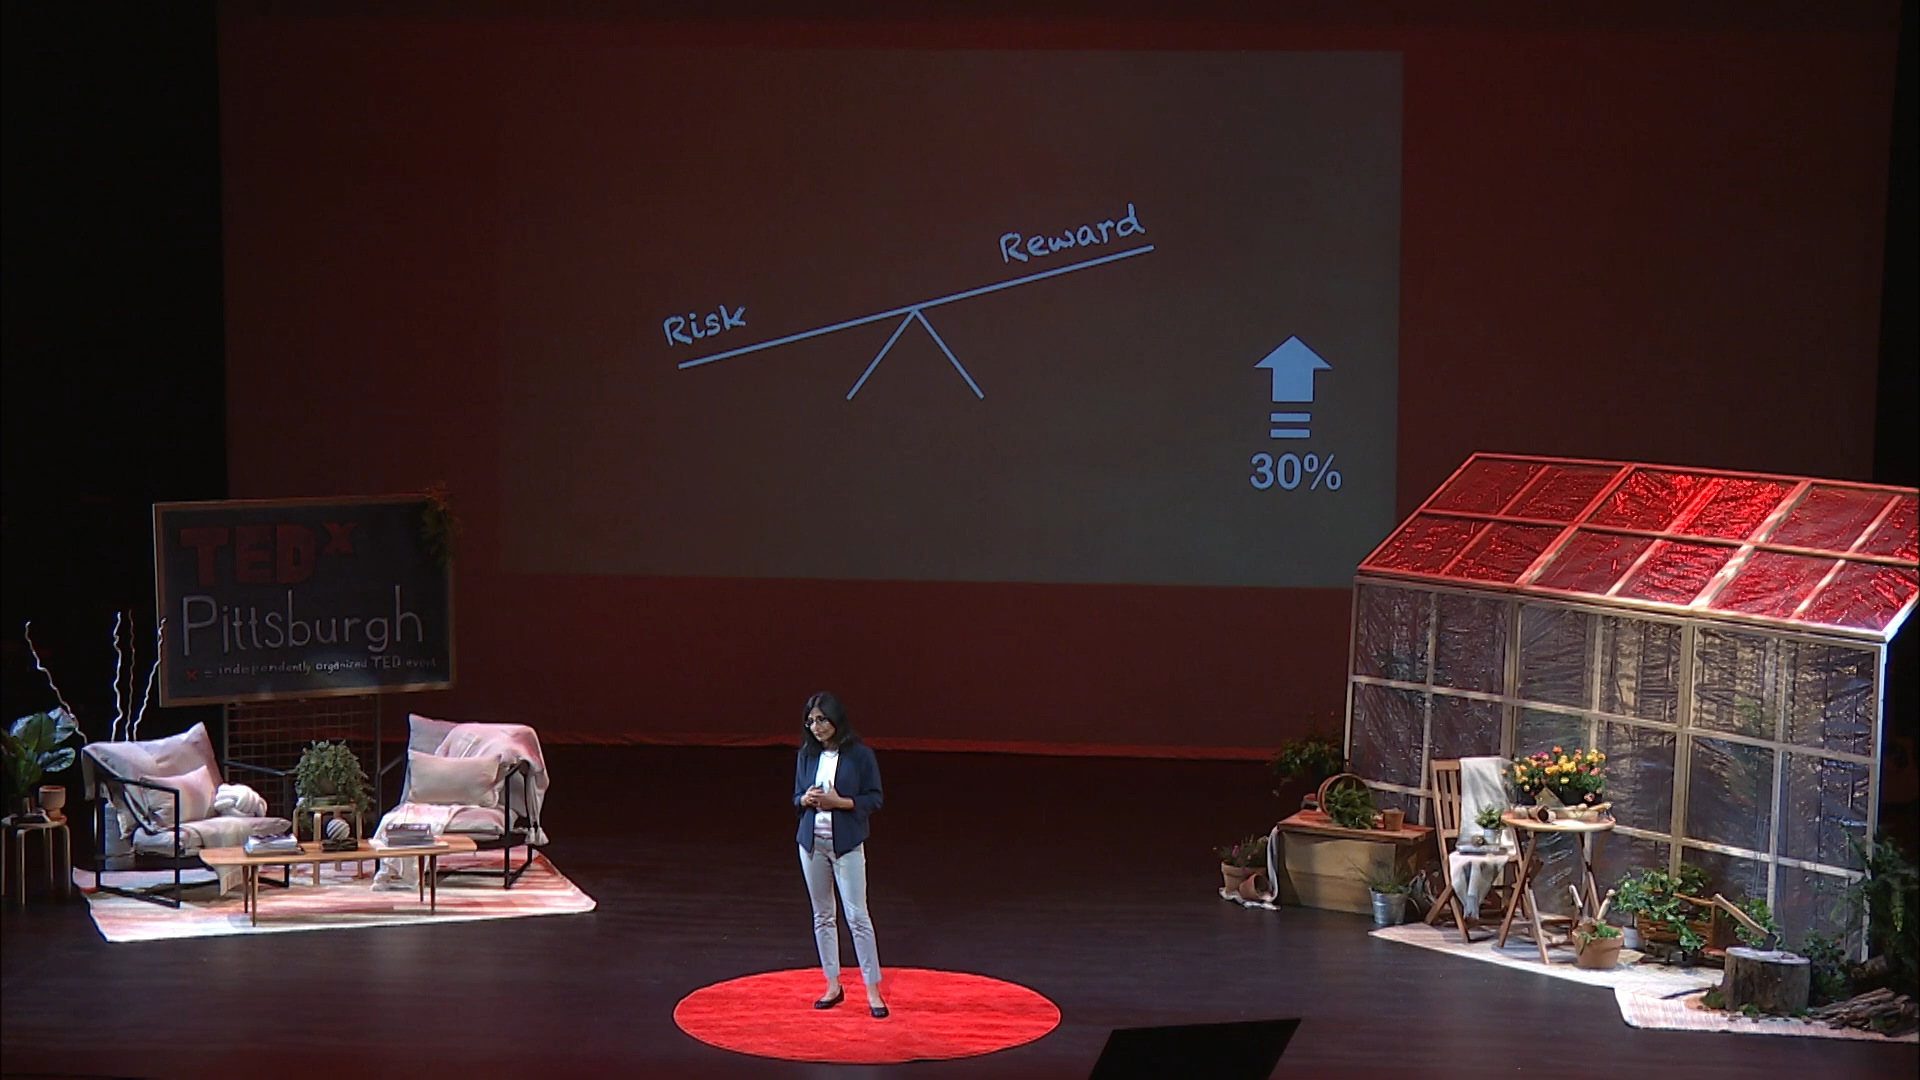 Reward
Risk
=
30%
TEDx
Pittsburgh
x = independently organized TED event